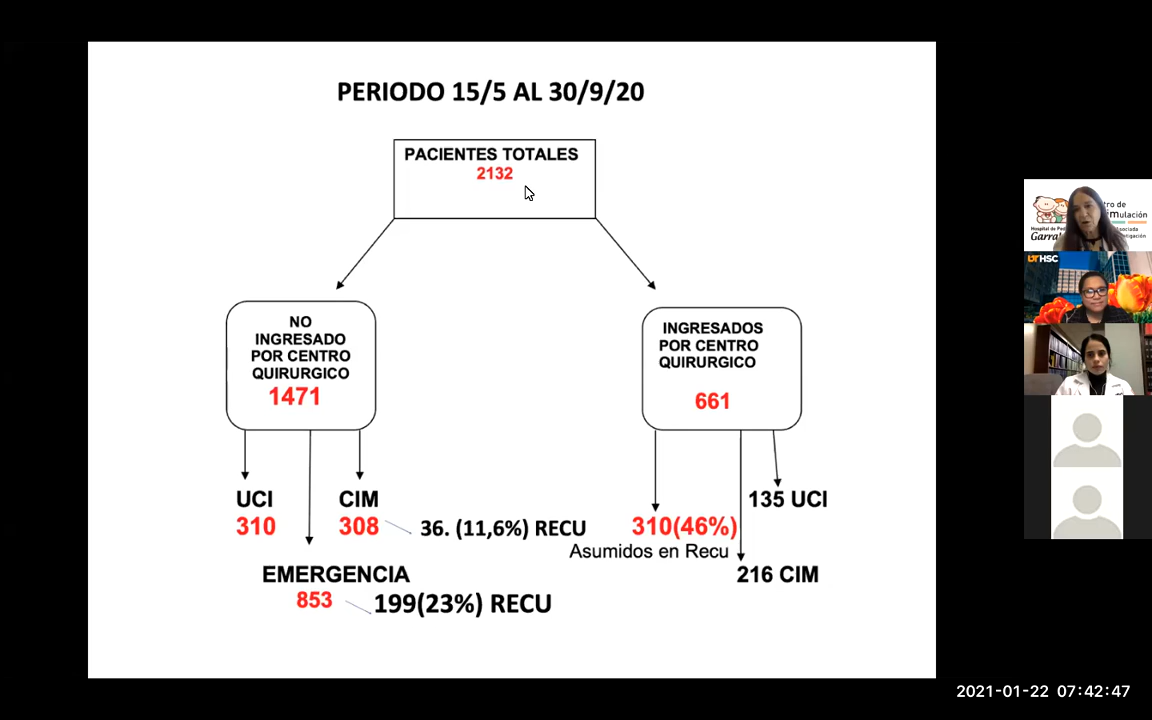 PERIODO 15/5 AL 30/9/20
PACIENTES TOTALES
2132
NO
INGRESADO
POR CENTRO
QUIRURGICO
1471
INGRESADOS
POR CENTRO
QUIRURGICO
661
UCI
310
CIM
308
36. (11,6%) RECU
EMERGENCIA
853
199(23%) RECU
310(46%)
Asumidos en Recu
135 UCI
216 CIM
UTHSC
2021-01-22 07:42:47